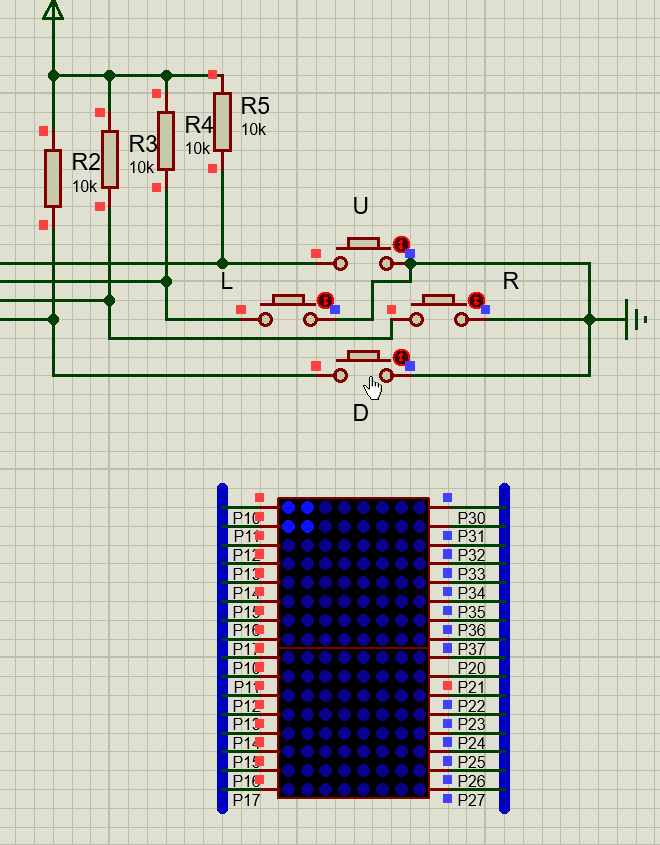 R5
10k
R4
10k
R3
10k
R2
10k
U
L
R
D
P10 P30
P11 P31
P12 P32
P13 P33
P14 P34
P15 P35
P16 P36
P17 P37
P10 P20
P11 P21
P12 P22
P13 P23
P14 P24
P15 P25
P16 P26
P17 P27